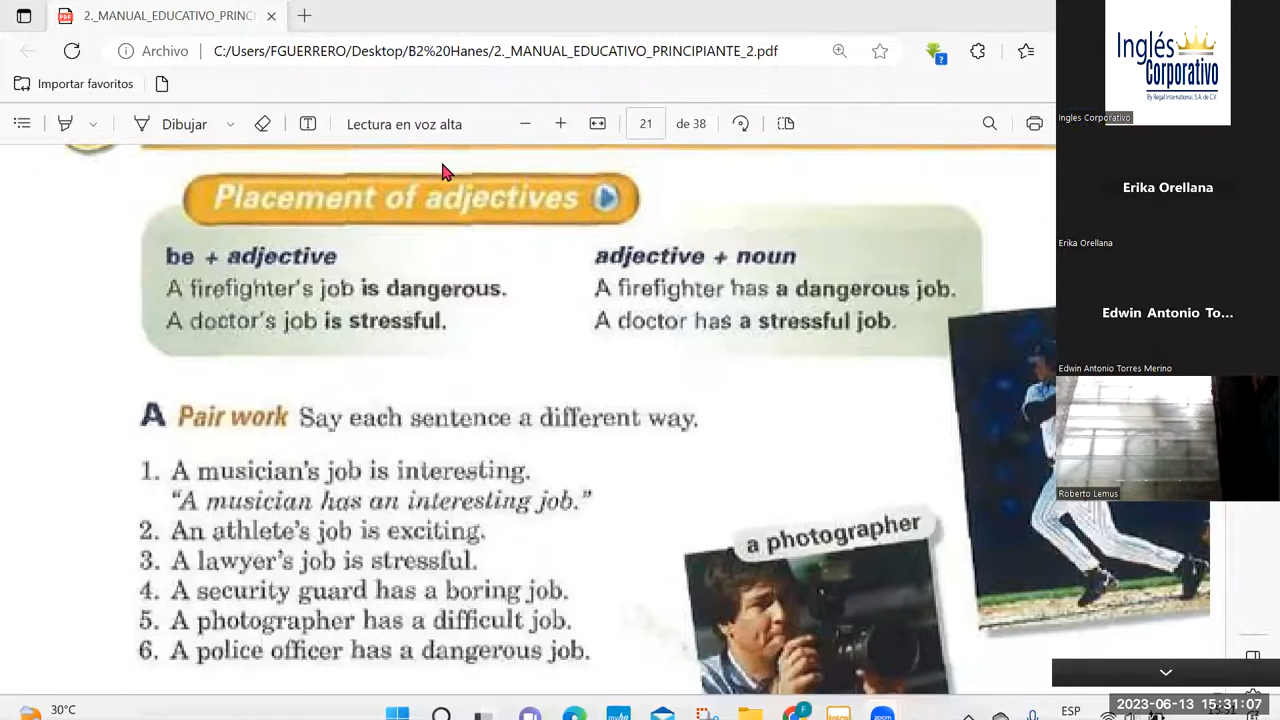 2._MANUAL_EDUCATIVO_PRINCI
Archivo C:/Users/FGUERRERO/Desktop/B2%20Hanes/2._MANUAL_EDUCATIVO_PRINCIPIANTE_2.pdf
Importar favoritos
Dibujar Lectura en voz alta 21 de 38
Placement of adjectives
be + adjective
A firefighter's job is dangerous.
A doctor's job is stressful.
adjective + noun
A firefighter has a dangerous job.
A doctor has a stressful job.
A Pair work Say each sentence a different way.
1. A musician's job is interesting.
"A musician has an interesting job."
2. An athlete's job is exciting.
3. A lawyer's job is stressful.
4. A security guard has a boring job.
5. A photographer has a difficult job.
6. A police officer has a dangerous job.
a photographer
Inglés
Corporativo
By Regal International, S.A. de C.V.
Ingles Corporativo
Erika Orellana
Erika Orellana
Edwin Antonio To...
Edwin Antonio Torres Merino
Roberto Lemus
30°C
ESP
2023-06-13 15:31:07